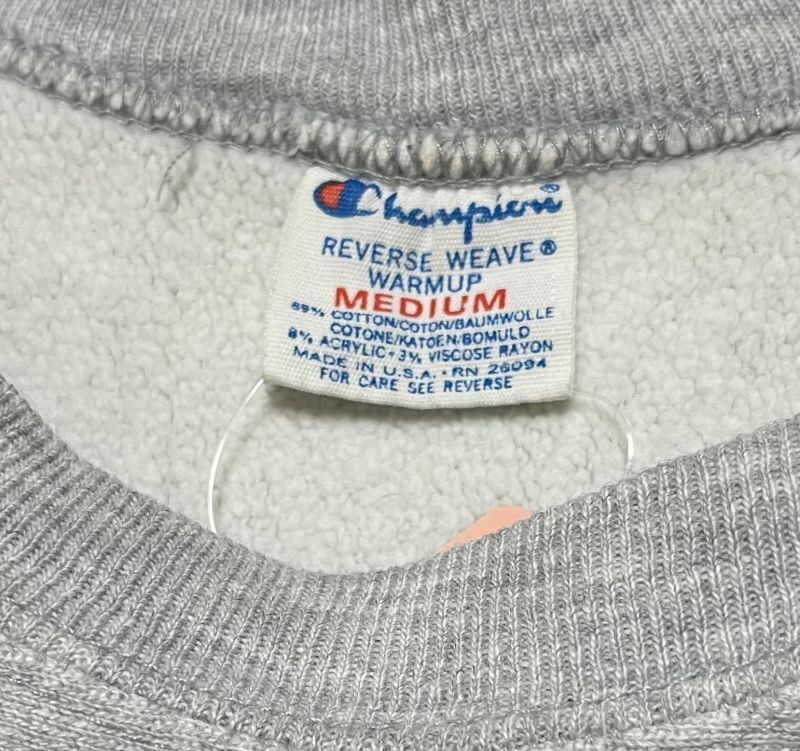 Champion®
REVERSE WEAVE®
WARMUP
MEDIUM
89% COTTON/COTON/BAUMWOLLE
COTONE/KATOEN/BOMULD
8% ACRYLIC · 3% VISCOSE RAYON
MADE IN U.S.A. · RN 26094
FOR CARE SEE REVERSE